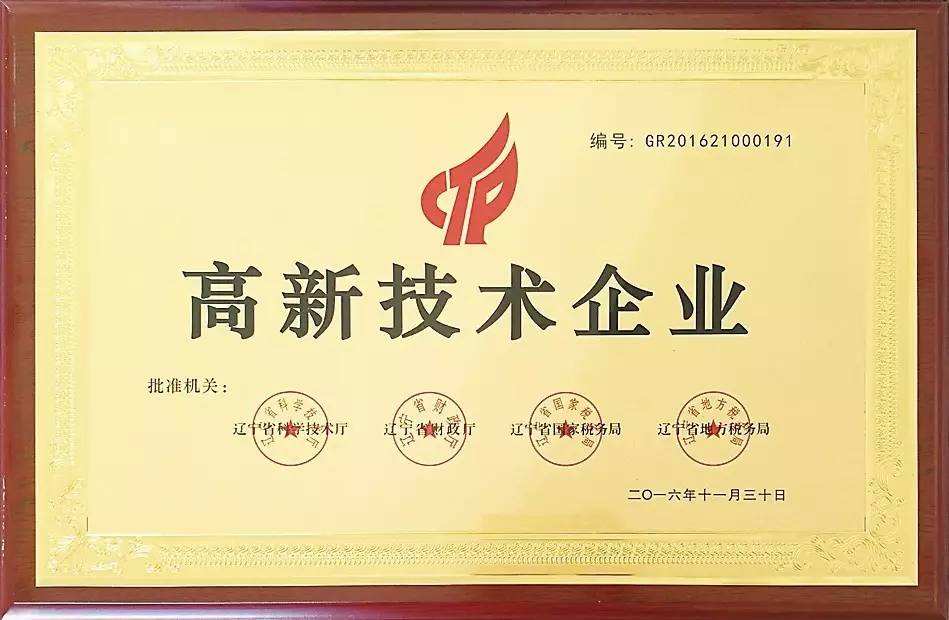 编号: GR201621000191
CTP
高新技术企业
批准机关:
辽宁省科学技术厅 辽宁省财政厅 辽宁省国家税务局 辽宁省地方税务局
二〇一六年十一月三十日